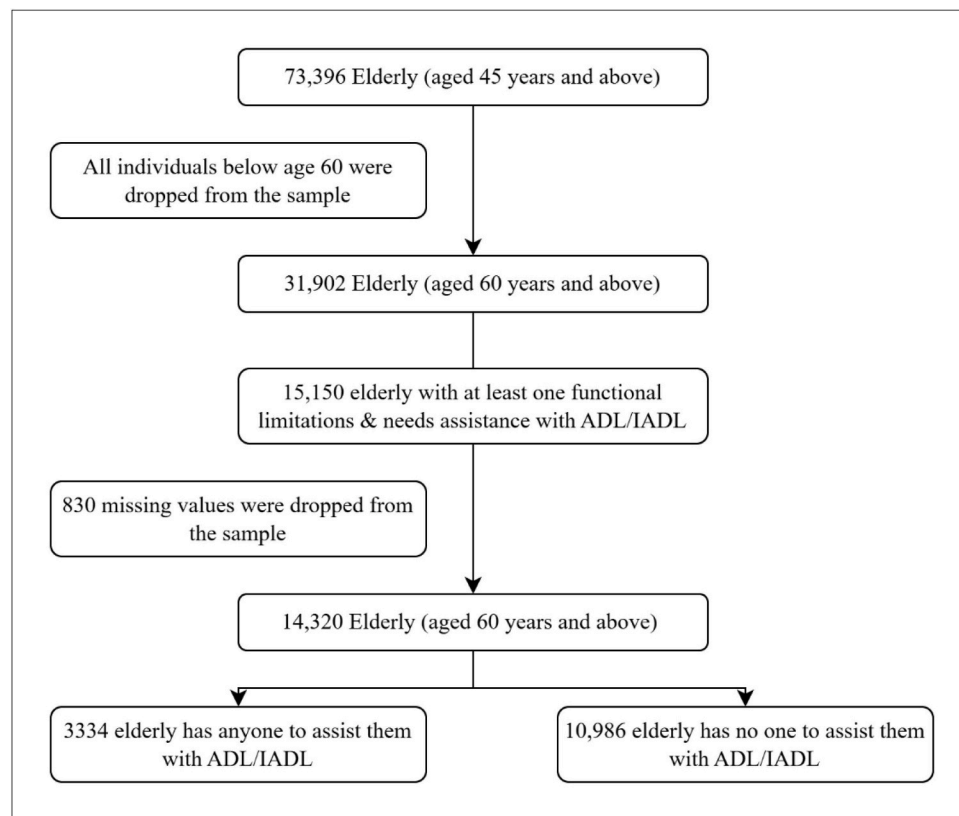 73,396 Elderly (aged 45 years and above)
All individuals below age 60 were
dropped from the sample
31,902 Elderly (aged 60 years and above)
15,150 elderly with at least one functional
limitations & needs assistance with ADL/IADL
830 missing values were dropped from
the sample
14,320 Elderly (aged 60 years and above)
3334 elderly has anyone to assist them
with ADL/IADL
10,986 elderly has no one to assist them
with ADL/IADL